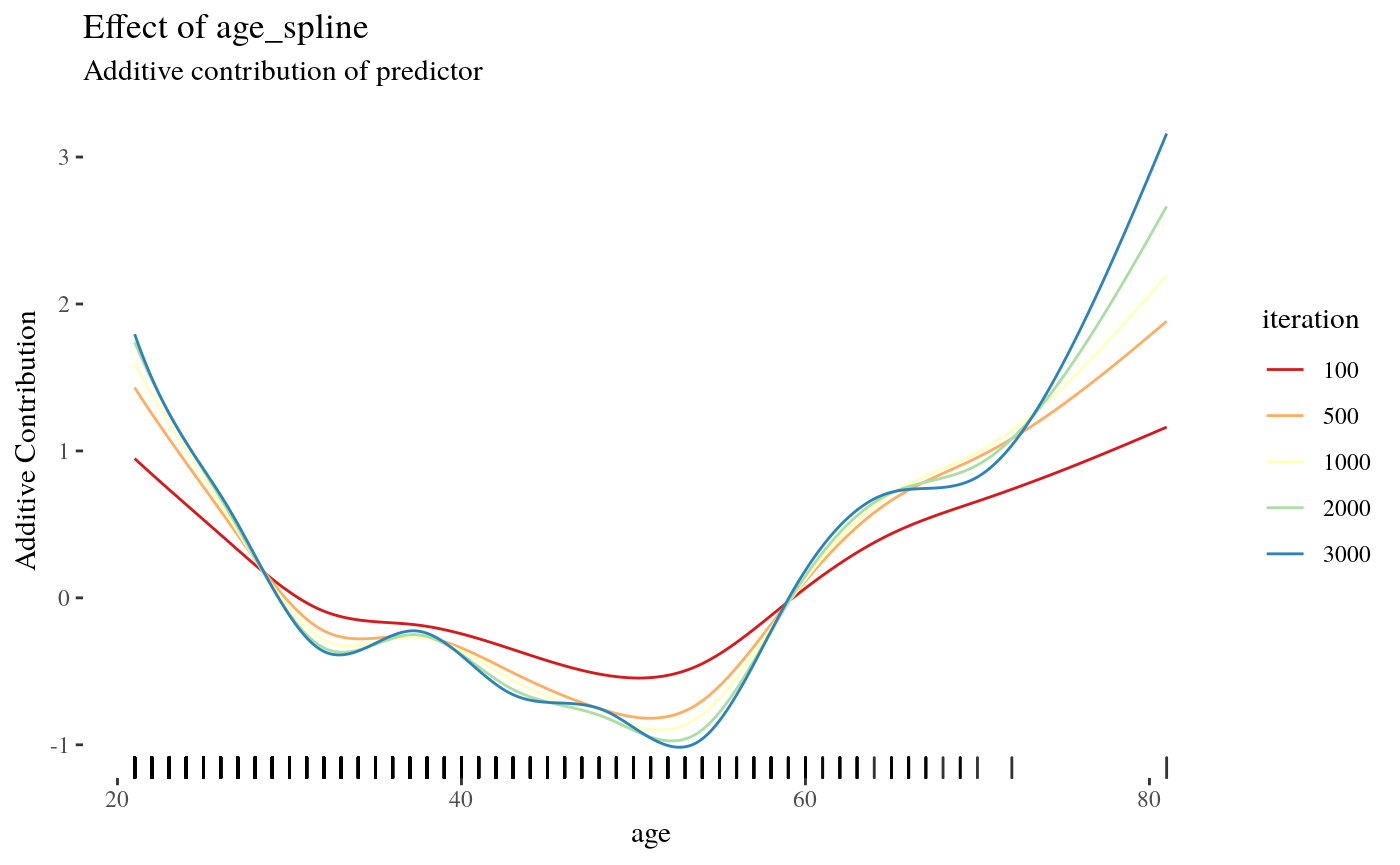 Effect of age_spline
Additive contribution of predictor
Additive Contribution
3
2
1
0
-1
20
40
60
80
age
iteration
100
500
1000
2000
3000